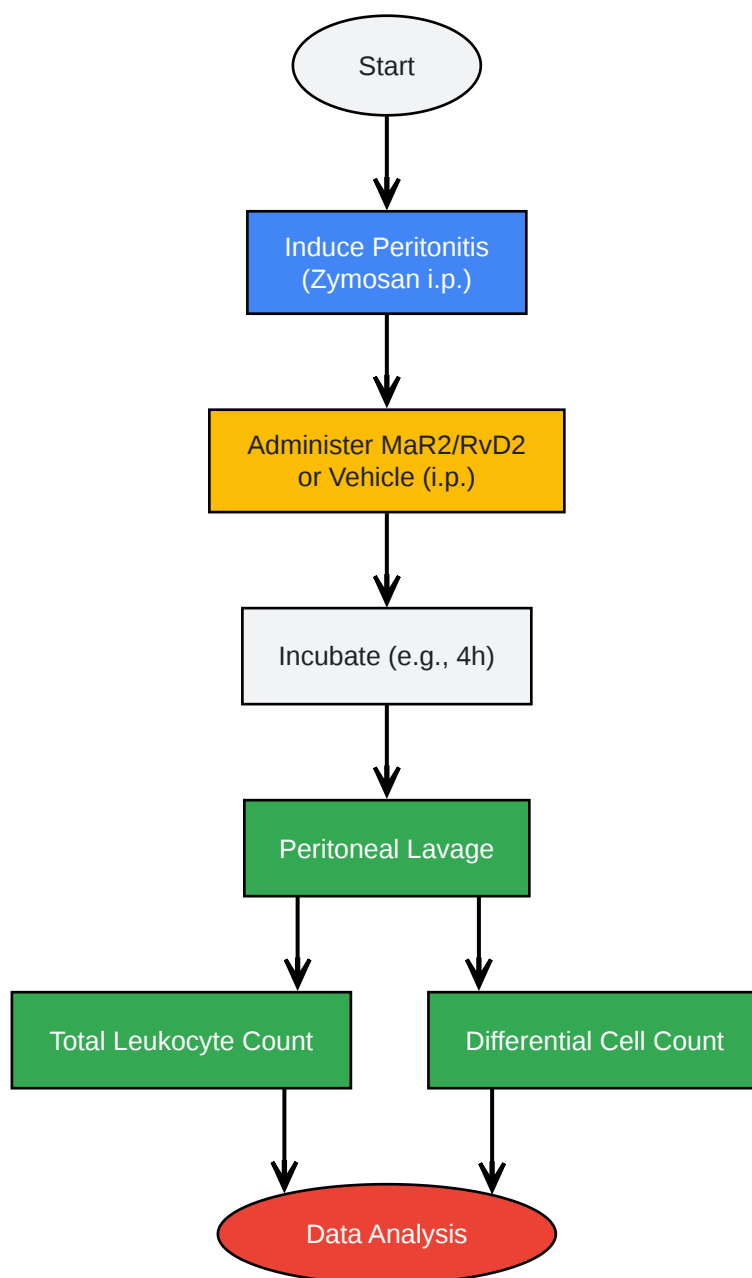 Start
Induce Peritonitis
(Zymosan i.p.)
Administer MaR2/RvD2
or Vehicle (i.p.)
Incubate (e.g., 4h)
Peritoneal Lavage
Total Leukocyte Count
Differential Cell Count
Data Analysis